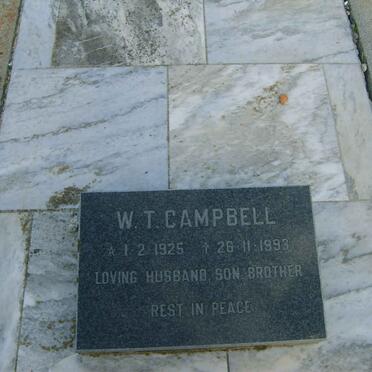 W. T. CAMPBELL
☆ 1·2·1925 † 26·11·1993
LOVING HUSBAND, SON, BROTHER
REST IN PEACE